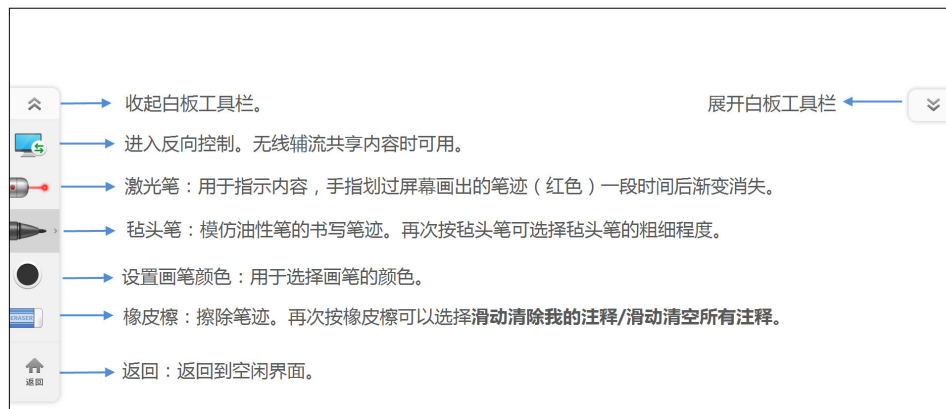 收起白板工具栏。
展开白板工具栏
进入反向控制。无线辅流共享内容时可用。
激光笔：用于指示内容，手指划过屏幕画出的笔迹（红色）一段时间后渐变消失。
毡头笔：模仿油性笔的书写笔迹。再次按毡头笔可选择毡头笔的粗细程度。
设置画笔颜色：用于选择画笔的颜色。
ERASER
橡皮檫：擦除笔迹。再次按橡皮檫可以选择滑动清除我的注释/滑动清空所有注释。
返回
返回：返回到空闲界面。